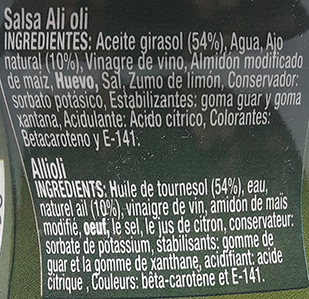 Salsa Ali oli
INGREDIENTES: Aceite girasol (54%), Agua, Ajo
natural (10%), Vinagre de vino, Almidón modificado
de maíz, Huevo, Sal, Zumo de limón, Conservador:
sorbato potásico, Estabilizantes: goma guar y goma
xantana, Acidulante: Acido cítrico, Colorantes:
Betacaroteno y E-141.
Allioli
INGREDIENTS: Huile de tournesol (54%), eau,
naturel ail (10%), vinaigre de vin, amidon de maïs
modifié, oeuf, le sel, le jus de citron, conservateur:
sorbate de potassium, stabilisants: gomme de
guar et la gomme de xanthane, acidifiant: acide
citrique , Couleurs: bêta-carotène et E-141.